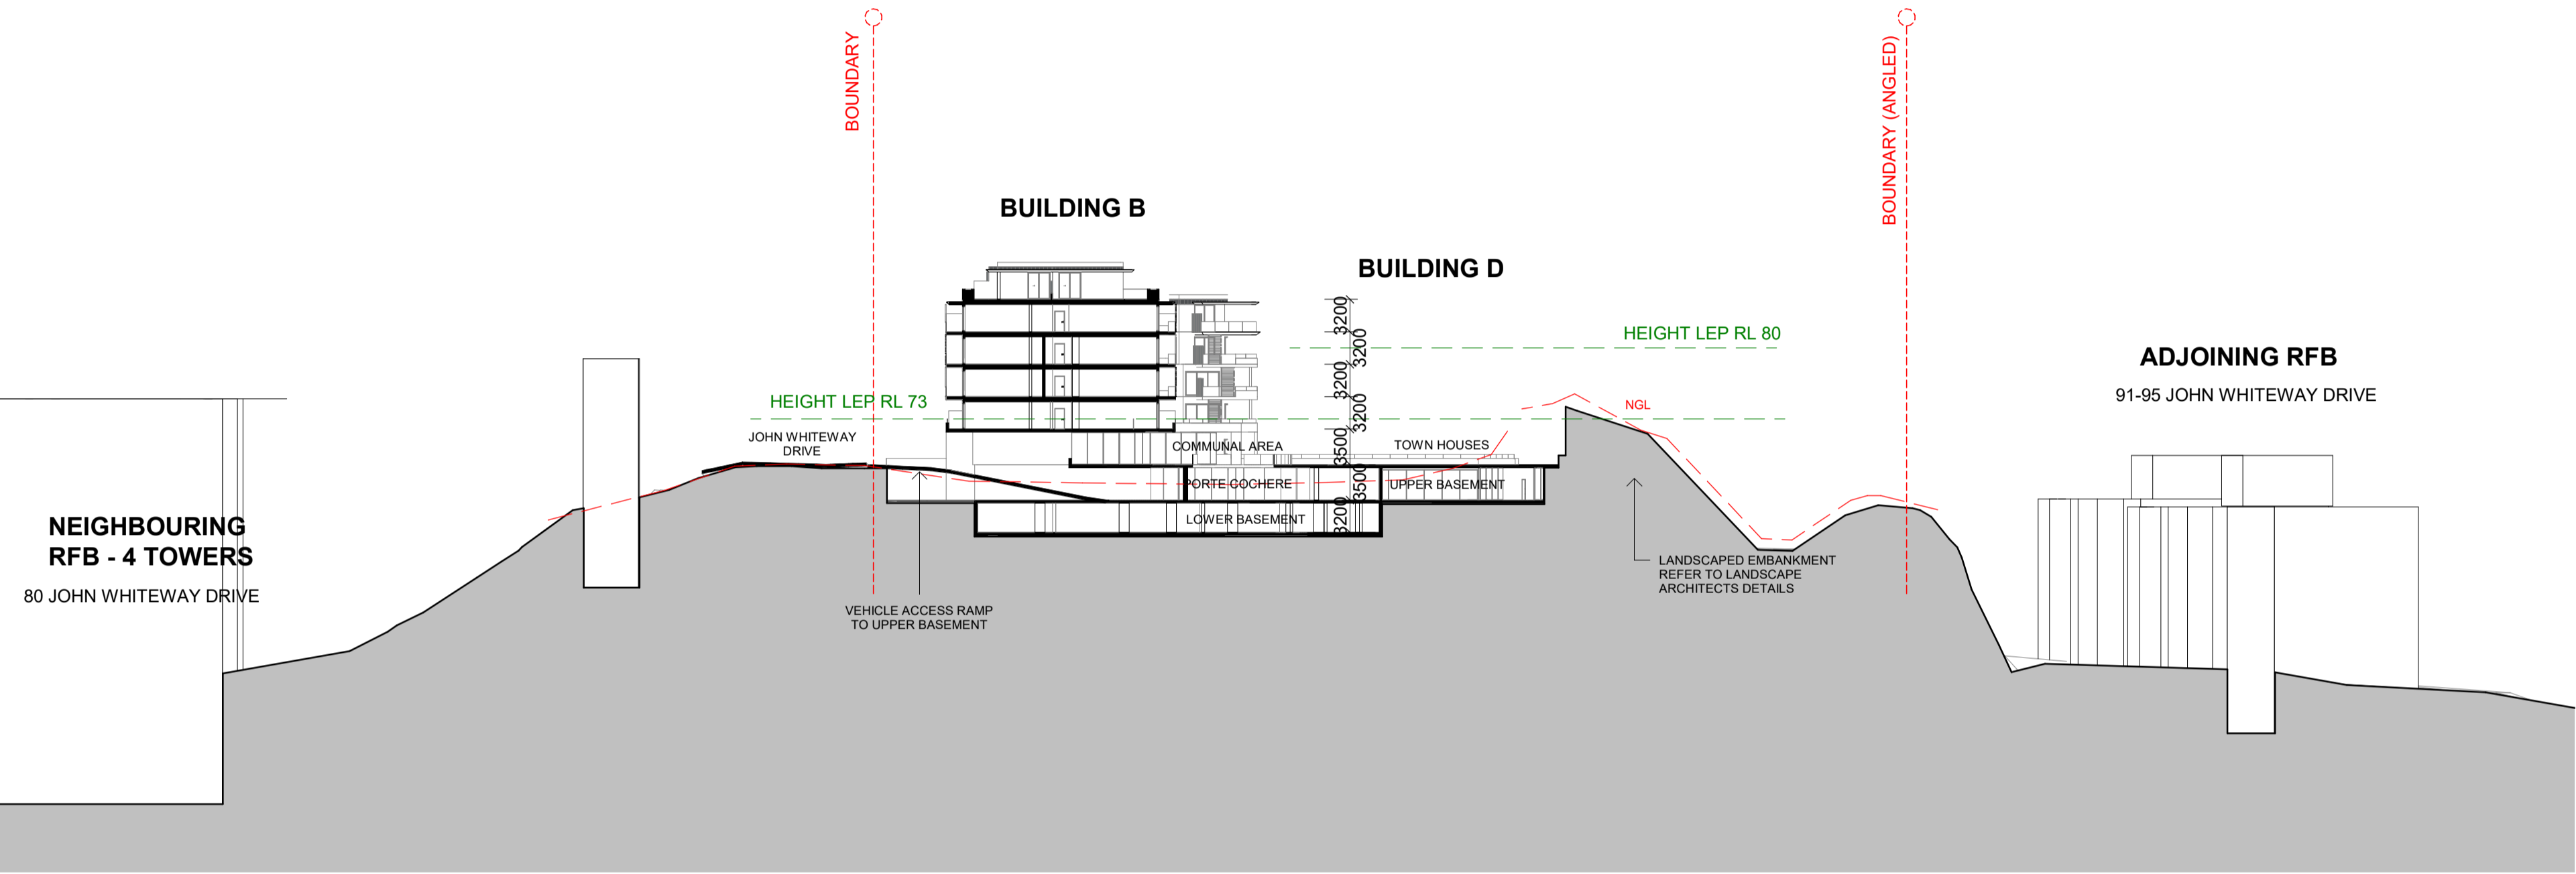 BOUNDARY
BOUNDARY (ANGLED)
BUILDING B
BUILDING D
3200
3200
3200
3200
3500
3500
3200
HEIGHT LEP RL 80
HEIGHT LEP RL 73
ADJOINING RFB
91-95 JOHN WHITEWAY DRIVE
NGL
JOHN WHITEWAY
DRIVE
COMMUNAL AREA
TOWN HOUSES
PORTE COCHERE
UPPER BASEMENT
LOWER BASEMENT
NEIGHBOURING
RFB - 4 TOWERS
80 JOHN WHITEWAY DRIVE
VEHICLE ACCESS RAMP
TO UPPER BASEMENT
LANDSCAPED EMBANKMENT
REFER TO LANDSCAPE
ARCHITECTS DETAILS